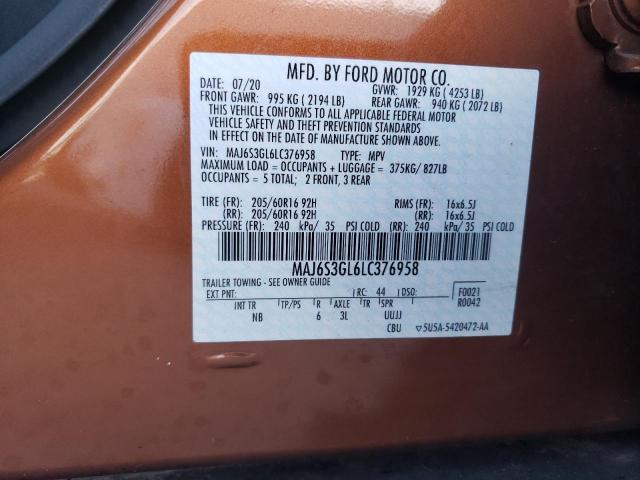 MFD. BY FORD MOTOR CO.
DATE: 07/20 GVWR: 1929 KG ( 4253 LB)
FRONT GAWR: 995 KG ( 2194 LB) REAR GAWR: 940 KG ( 2072 LB)
THIS VEHICLE CONFORMS TO ALL APPLICABLE FEDERAL MOTOR
VEHICLE SAFETY AND THEFT PREVENTION STANDARDS
IN EFFECT ON THE DATE OF MANUFACTURE SHOWN ABOVE.
VIN: MAJ6S3GL6LC376958 TYPE: MPV
MAXIMUM LOAD = OCCUPANTS + LUGGAGE = 375KG/ 827LB
OCCUPANTS = 5 TOTAL; 2 FRONT, 3 REAR
TIRE (FR): 205/60R16 92H RIMS (FR): 16x6.5J
(RR): 205/60R16 92H (RR): 16x6.5J
PRESSURE (FR): 240 kPa/ 35 PSI COLD (RR): 240 kPa/ 35 PSI COLD
MAJ6S3GL6LC376958
TRAILER TOWING - SEE OWNER GUIDE
EXT PNT: RC: 44 DSO: F0021
R0042
INT TR TP/PS R AXLE TR SPR
NB 6 3L UUJJ
CBU ▽5U5A-5420472-AA